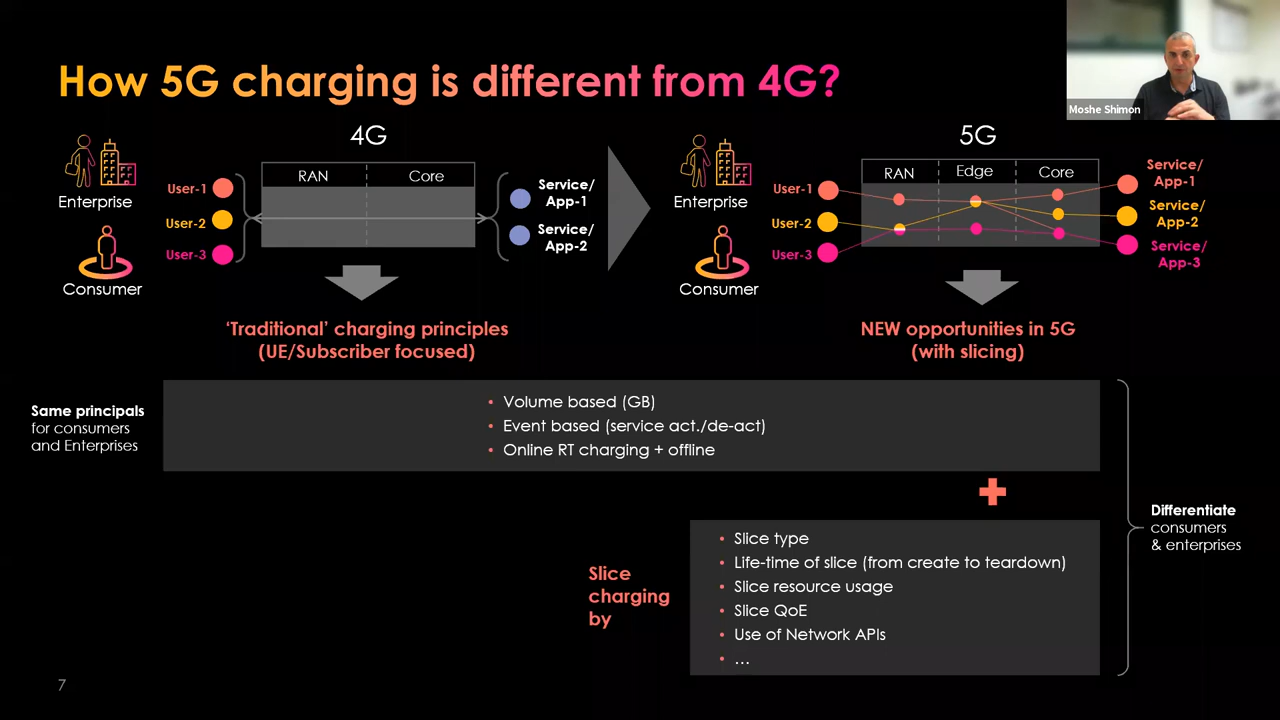 How 5G charging is different from 4G?
Moshe Shimon
4G
Enterprise
Consumer
User-1
User-2
User-3
RAN
Core
Service/
App-1
Service/
App-2
5G
Enterprise
Consumer
User-1
User-2
User-3
RAN
Edge
Core
Service/
App-1
Service/
App-2
Service/
App-3
‘Traditional’ charging principles
(UE/Subscriber focused)
NEW opportunities in 5G
(with slicing)
Same principals
for consumers
and Enterprises
• Volume based (GB)
• Event based (service act./de-act)
• Online RT charging + offline
Differentiate
consumers
& enterprises
Slice
charging
by
• Slice type
• Life-time of slice (from create to teardown)
• Slice resource usage
• Slice QoE
• Use of Network APIs
• ...
7